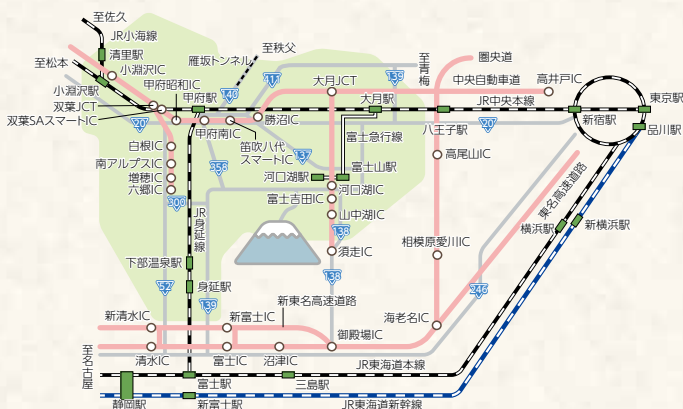 至佐久
JR小海線
至松本
清里駅
小淵沢IC
小淵沢駅
甲府昭和IC
双葉JCT
双葉SAスマートIC
甲府駅
雁坂トンネル
至秩父
140
411
大月JCT
139
至青梅
圏央道
中央自動車道
高井戸IC
大月駅
JR中央本線
新宿駅
東京駅
品川駅
20
甲府南IC
勝沼IC
笛吹八代
スマートIC
富士急行線
八王子駅
20
白根IC
南アルプスIC
増穂IC
六郷IC
358
137
河口湖駅
富士山駅
高尾山IC
300
河口湖IC
富士吉田IC
山中湖IC
138
須走IC
138
JR身延線
東名高速道路
横浜駅
新横浜駅
相模原愛川IC
246
下部温泉駅
身延駅
52
139
新東名高速道路
新清水IC
新富士IC
御殿場IC
海老名IC
至名古屋
清水IC
富士IC
沼津IC
JR東海道本線
富士駅
三島駅
静岡駅
新富士駅
JR東海道新幹線